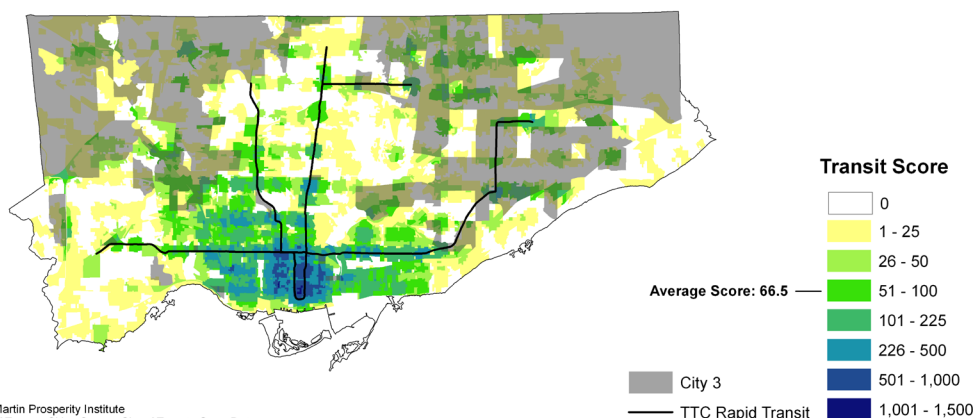 Transit Score
0
1 - 25
26 - 50
Average Score: 66.5
51 - 100
101 - 225
226 - 500
City 3
501 - 1,000
Martin Prosperity Institute
TTC Rapid Transit
1,001 - 1,500